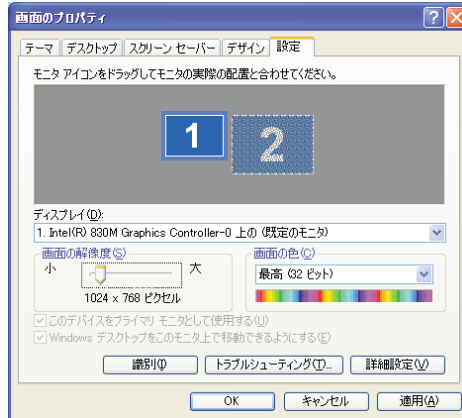 画面のプロパティ
テーマ デスクトップ スクリーン セーバー デザイン 設定
モニタ アイコンをドラッグしてモニタの実際の配置と合わせてください。
1 2
ディスプレイ(D):
1. Intel(R) 830M Graphics Controller-0 上の (既定のモニタ)
画面の解像度(S) 画面の色(C)
小 大 最高 (32 ビット)
1024 x 768 ピクセル
このデバイスをプライマリ モニタとして使用する(U)
Windows デスクトップをこのモニタ上で移動できるようにする(E)
識別(I) トラブルシューティング(T)... 詳細設定(V)
OK キャンセル 適用(A)